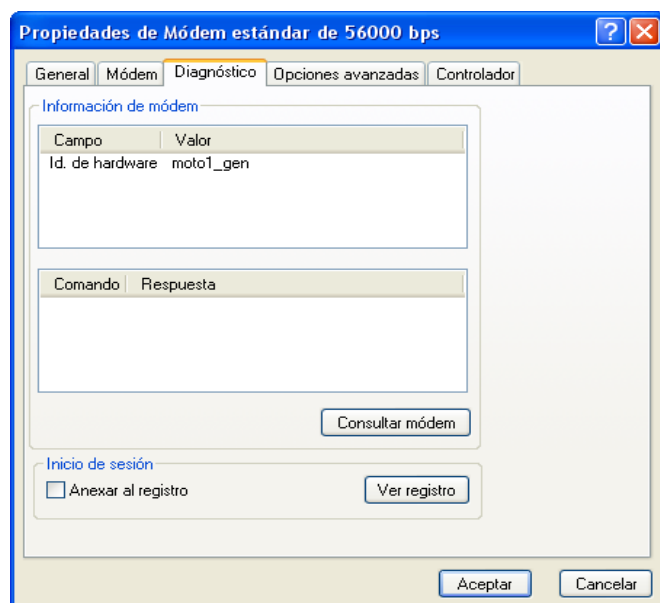 Propiedades de Módem estándar de 56000 bps
General Módem Diagnóstico Opciones avanzadas Controlador
Información de módem
Campo Valor
Id. de hardware moto1_gen
Comando Respuesta
Consultar módem
Inicio de sesión
Anexar al registro Ver registro
Aceptar Cancelar